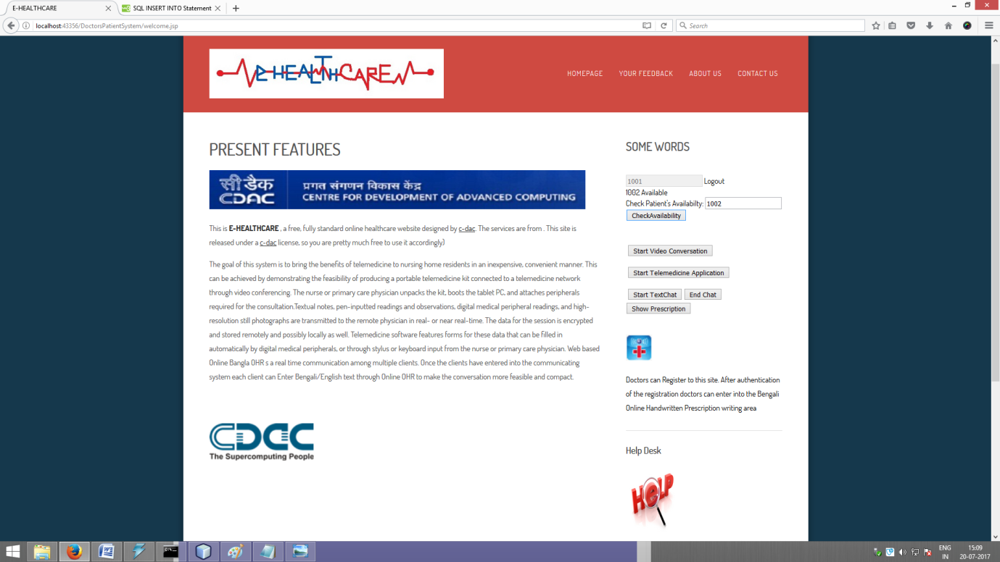 E-HEALTHCARE
SQL INSERT INTO Statement
localhost:43356/DoctorsPatientSystem/welcome.jsp
Search
E-HEALTHCARE
HOMEPAGE
YOUR FEEDBACK
ABOUT US
CONTACT US
PRESENT FEATURES
सी डैक
CDAC
प्रगत संगणन विकास केंद्र
CENTRE FOR DEVELOPMENT OF ADVANCED COMPUTING
This is E-HEALTHCARE , a free, fully standard online healthcare website designed by c-dac. The services are from . This site is
released under a c-dac license, so you are pretty much free to use it accordingly)
The goal of this system is to bring the benefits of telemedicine to nursing home residents in an inexpensive, convenient manner. This
can be achieved by demonstrating the feasibility of producing a portable telemedicine kit connected to a telemedicine network
through video conferencing. The nurse or primary care physician unpacks the kit, boots the tablet PC, and attaches peripherals
required for the consultation.Textual notes, pen-inputted readings and observations, digital medical peripheral readings, and high-
resolution still photographs are transmitted to the remote physician in real- or near real-time. The data for the session is encrypted
and stored remotely and possibly locally as well. Telemedicine software features forms for these data that can be filled in
automatically by digital medical peripherals, or through stylus or keyboard input from the nurse or primary care physician. Web based
Online Bangla OHR s a real time communication among multiple clients. Once the clients have entered into the communicating
system each client can Enter Bengali/English text through Online OHR to make the conversation more feasible and compact.
CDAC
The Supercomputing People
SOME WORDS
1001 Logout
1002 Available
Check Patient's Availabilty: 1002
CheckAvailability
Start Video Conversation
Start Telemedicine Application
Start TextChat End Chat
Show Prescription
Doctors can Register to this site. After authentication
of the registration doctors can enter into the Bengali
Online Handwritten Prescription writing area
Help Desk
HELP
ENG
IN
15:09
20-07-2017